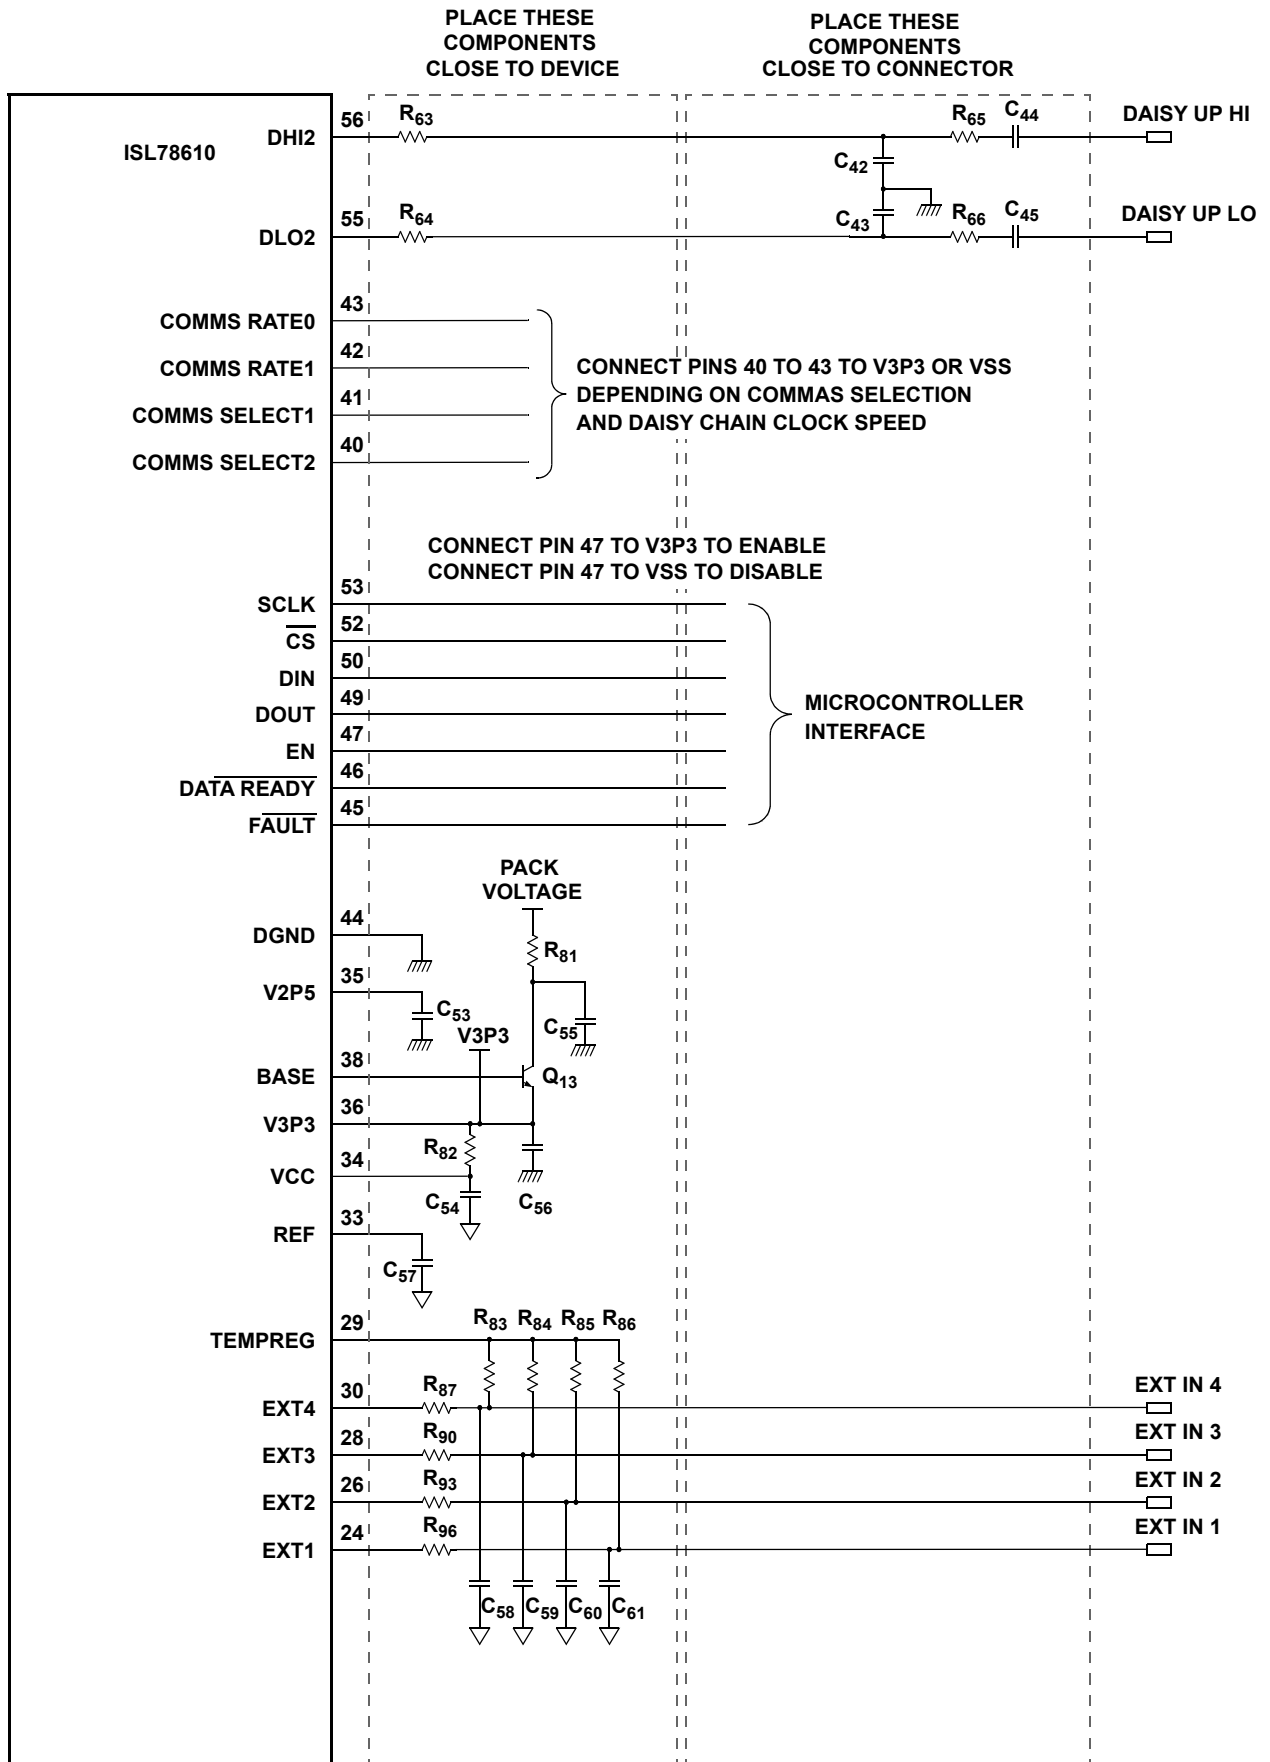 PLACE THESE
COMPONENTS
CLOSE TO DEVICE
PLACE THESE
COMPONENTS
CLOSE TO CONNECTOR
ISL78610
DHI2
56
R63
R65
C44
DAISY UP HI
C42
DLO2
55
R64
C43
R66
C45
DAISY UP LO
COMMS RATE0
43
COMMS RATE1
42
COMMS SELECT1
41
COMMS SELECT2
40
CONNECT PINS 40 TO 43 TO V3P3 OR VSS
DEPENDING ON COMMAS SELECTION
AND DAISY CHAIN CLOCK SPEED
CONNECT PIN 47 TO V3P3 TO ENABLE
CONNECT PIN 47 TO VSS TO DISABLE
SCLK
53
CS
52
DIN
50
DOUT
49
EN
47
DATA READY
46
FAULT
45
MICROCONTROLLER
INTERFACE
PACK
VOLTAGE
DGND
44
R81
V2P5
35
C53
V3P3
C55
BASE
38
Q13
V3P3
36
R82
VCC
34
C54
C56
REF
33
C57
TEMPREG
29
R83
R84
R85
R86
EXT4
30
R87
EXT IN 4
EXT3
28
R90
EXT IN 3
EXT2
26
R93
EXT IN 2
EXT1
24
R96
EXT IN 1
C58
C59
C60
C61